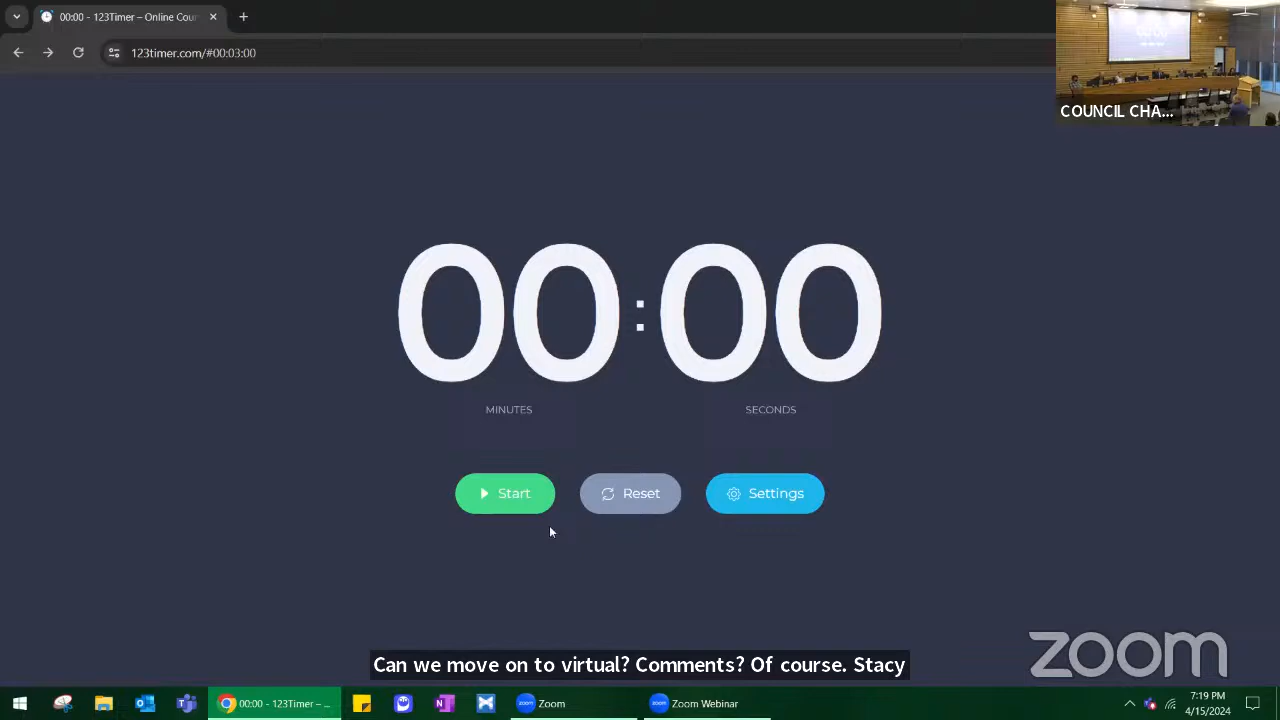 00:00 - 123Timer – Online Cou
123timer.com/#00:03:00
COUNCIL CHA...
00:00
00:00
MINUTES
SECONDS
Start
Reset
Settings
Can we move on to virtual? Comments? Of course. Stacy
zoom
00:00 - 123Timer – ...
Zoom
Zoom Webinar
7:19 PM
4/15/2024